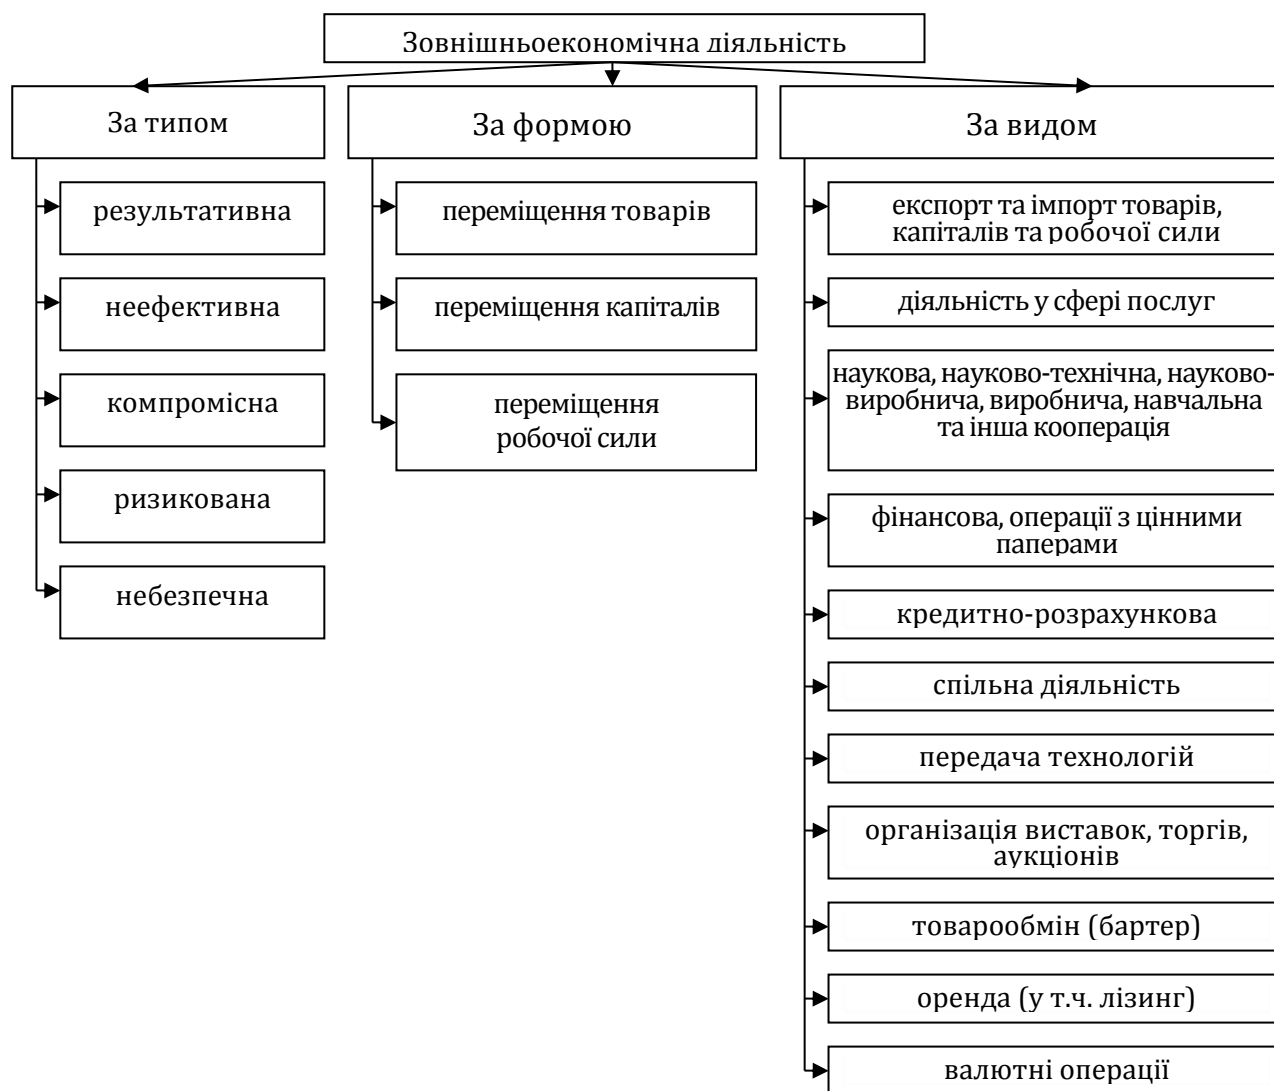 Зовнішньоекономічна діяльність
За типом
результативна
неефективна
компромісна
ризикована
небезпечна
За формою
переміщення товарів
переміщення капіталів
переміщення
робочої сили
За видом
експорт та імпорт товарів,
капіталів та робочої сили
діяльність у сфері послуг
наукова, науково-технічна, науково-
виробнича, виробнича, навчальна
та інша кооперація
фінансова, операції з цінними
паперами
кредитно-розрахункова
спільна діяльність
передача технологій
організація виставок, торгів,
аукціонів
товарообмін (бартер)
оренда (у т.ч. лізинг)
валютні операції